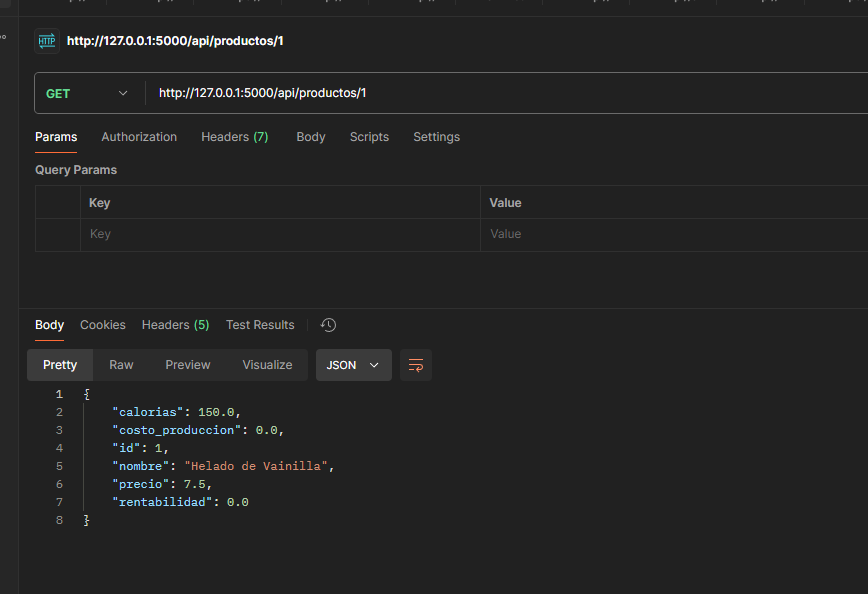 HTTP http://127.0.0.1:5000/api/productos/1
GET http://127.0.0.1:5000/api/productos/1
Params Authorization Headers (7) Body Scripts Settings
Query Params
Key Value
Key Value
Body Cookies Headers (5) Test Results
Pretty Raw Preview Visualize JSON
1 {
2 "calorias": 150.0,
3 "costo_produccion": 0.0,
4 "id": 1,
5 "nombre": "Helado de Vainilla",
6 "precio": 7.5,
7 "rentabilidad": 0.0
8 }